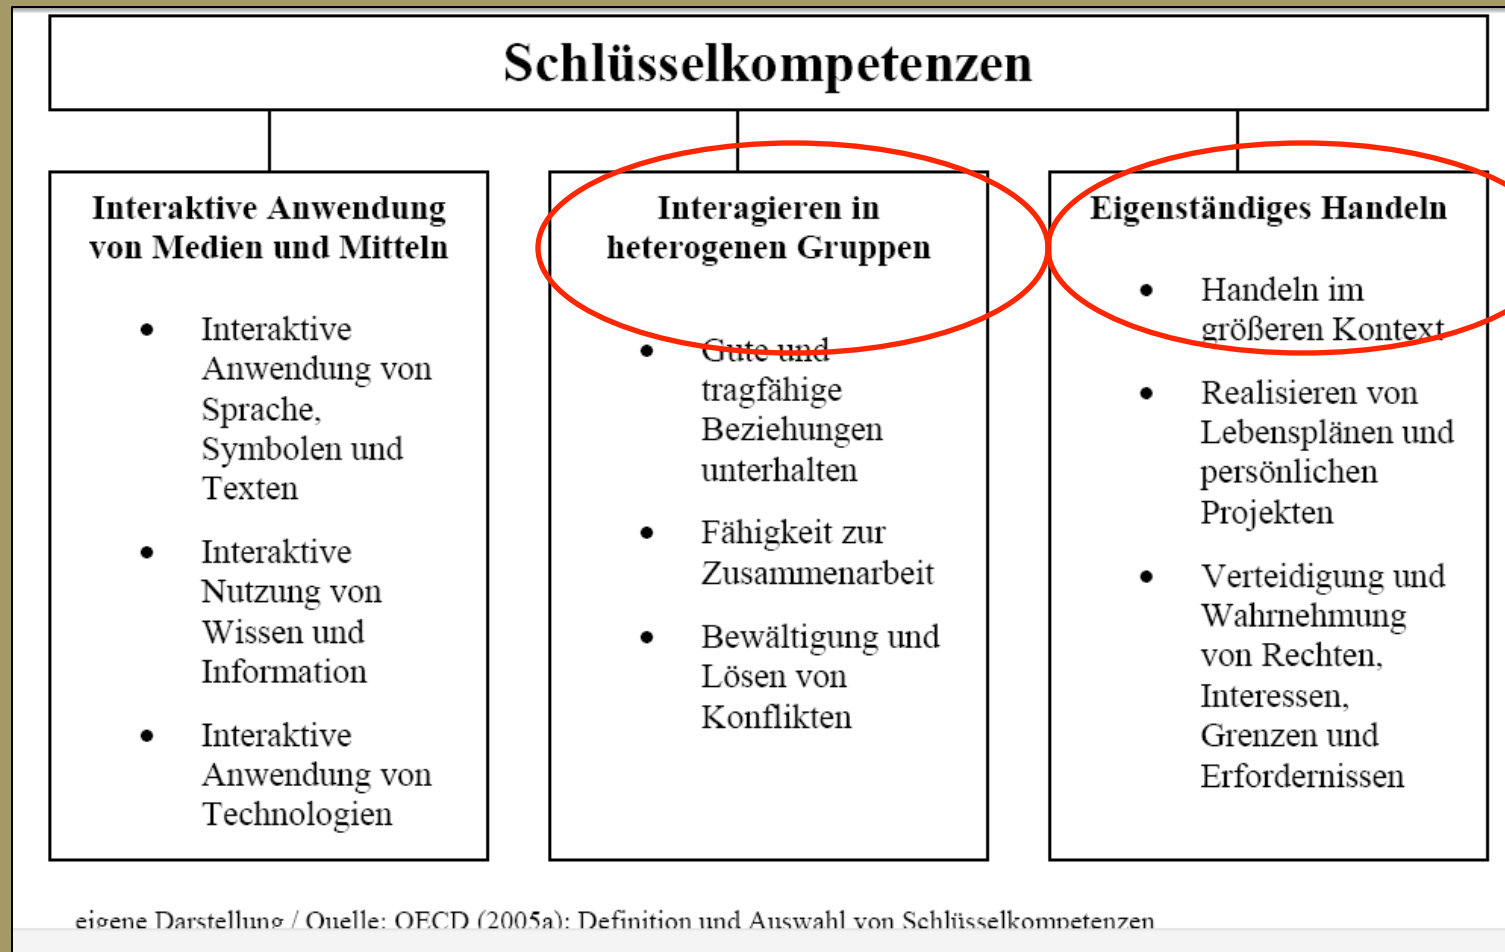 Schlüsselkompetenzen
Interaktive Anwendung
von Medien und Mitteln
• Interaktive
Anwendung von
Sprache,
Symbolen und
Texten
• Interaktive
Nutzung von
Wissen und
Information
• Interaktive
Anwendung von
Technologien
Interagieren in
heterogenen Gruppen
• Gute und
tragfähige
Beziehungen
unterhalten
• Fähigkeit zur
Zusammenarbeit
• Bewältigung und
Lösen von
Konflikten
Eigenständiges Handeln
• Handeln im
größeren Kontext
• Realisieren von
Lebensplänen und
persönlichen
Projekten
• Verteidigung und
Wahrnehmung
von Rechten,
Interessen,
Grenzen und
Erfordernissen
eigene Darstellung / Quelle: OECD (2005a): Definition und Auswahl von Schlüsselkompetenzen